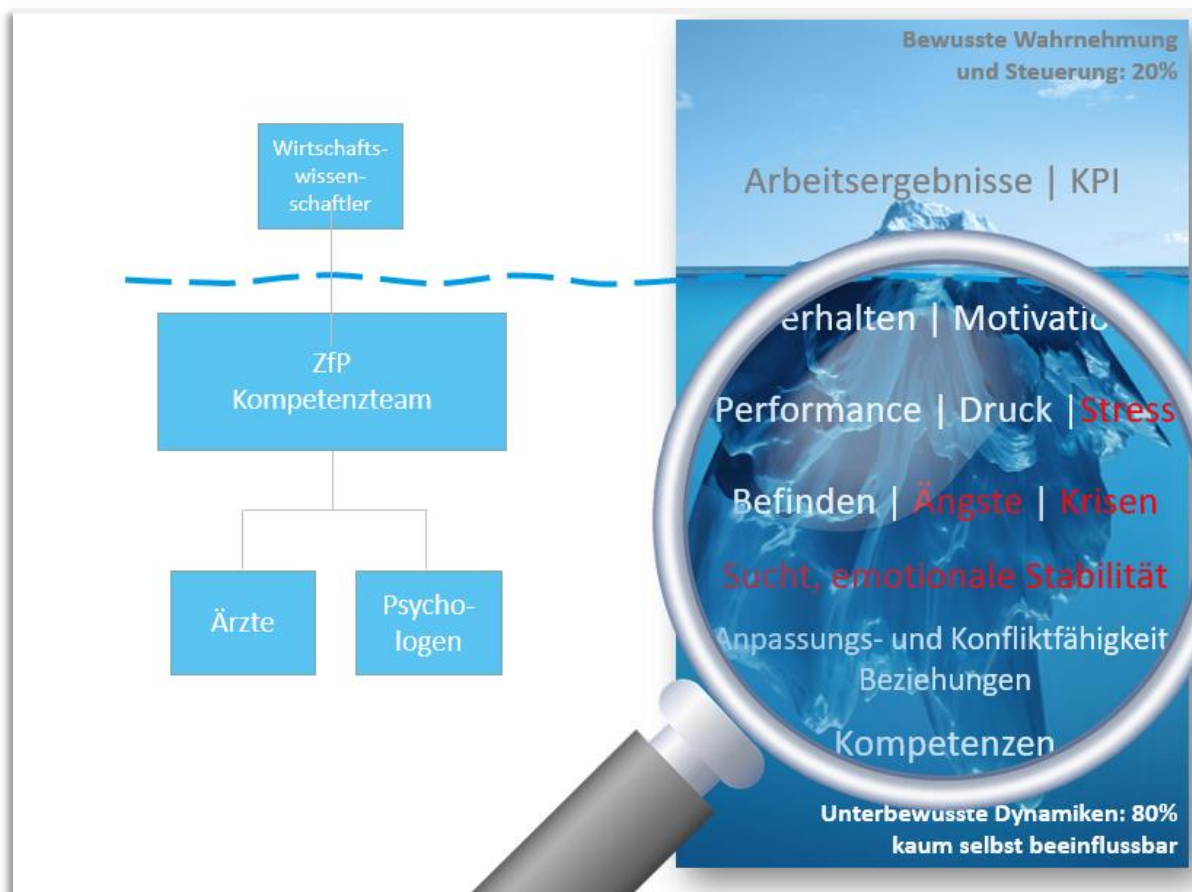 Wirtschafts-
wissen-
schaftler
ZfP
Kompetenzteam
Ärzte
Psycho-
logen
Bewusste Wahrnehmung
und Steuerung: 20%
Arbeitsergebnisse | KPI
erhalten | Motivatio
Performance | Druck |Stress
Befinden | Ängste | Krisen
Sucht, emotionale Stabilität
Anpassungs- und Konfliktfähigkeit
Beziehungen
Kompetenzen
Unterbewusste Dynamiken: 80%
kaum selbst beeinflussbar